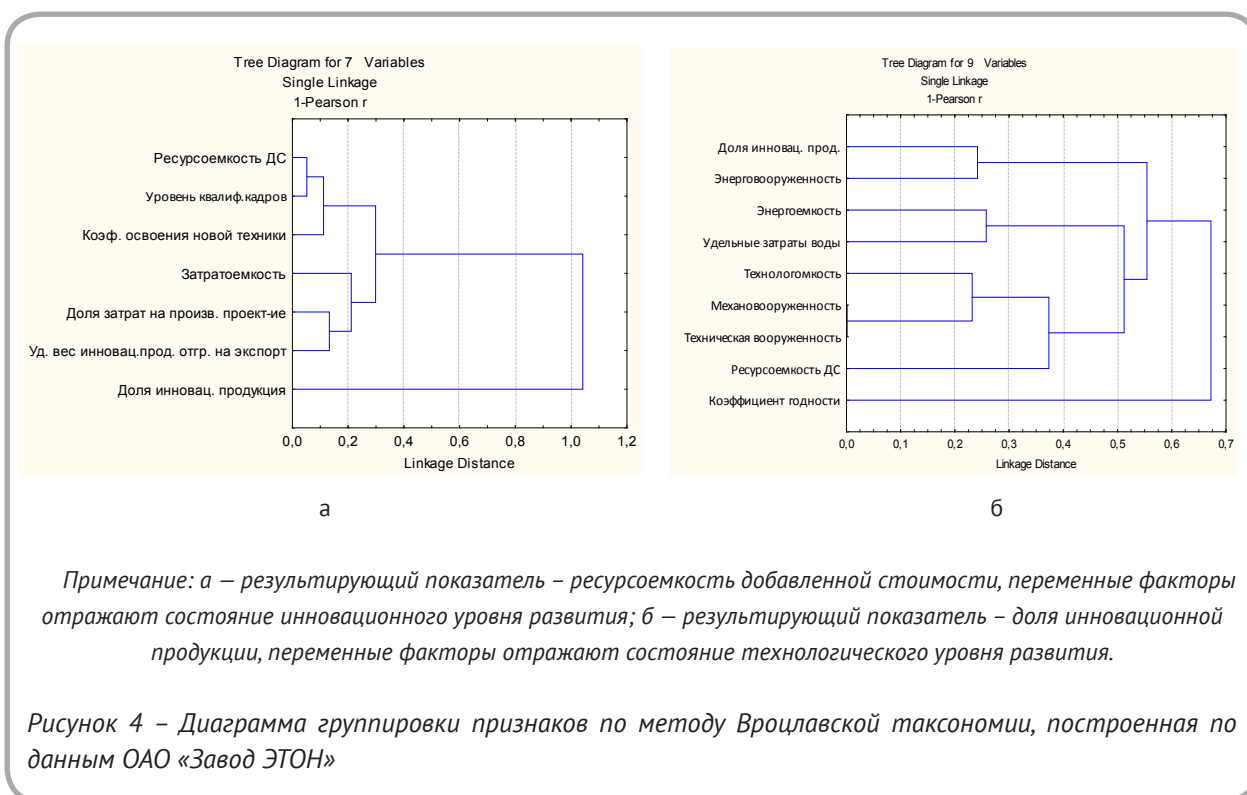 Tree Diagram for 7 Variables
Single Linkage
1-Pearson r
Ресурсоемкость ДС
Уровень квалиф.кадров
Коэф. освоения новой техники
Затратоемкость
Доля затрат на произв. проект-ие
Уд. вес инновац.прод. отгр. на экспорт
Доля инновац. продукция
0,0 0,2 0,4 0,6 0,8 1,0 1,2
Linkage Distance
а
Tree Diagram for 9 Variables
Single Linkage
1-Pearson r
Доля инновац. прод.
Энерговооруженность
Энергоемкость
Удельные затраты воды
Технологомкость
Механовооруженность
Техническая вооруженность
Ресурсоемкость ДС
Коэффициент годности
0,0 0,1 0,2 0,3 0,4 0,5 0,6 0,7
Linkage Distance
б
Примечание: а — результирующий показатель – ресурсоемкость добавленной стоимости, переменные факторы
отражают состояние инновационного уровня развития; б — результирующий показатель – доля инновационной
продукции, переменные факторы отражают состояние технологического уровня развития.
Рисунок 4 – Диаграмма группировки признаков по методу Вроцлавской таксономии, построенная по
данным ОАО «Завод ЭТОН»